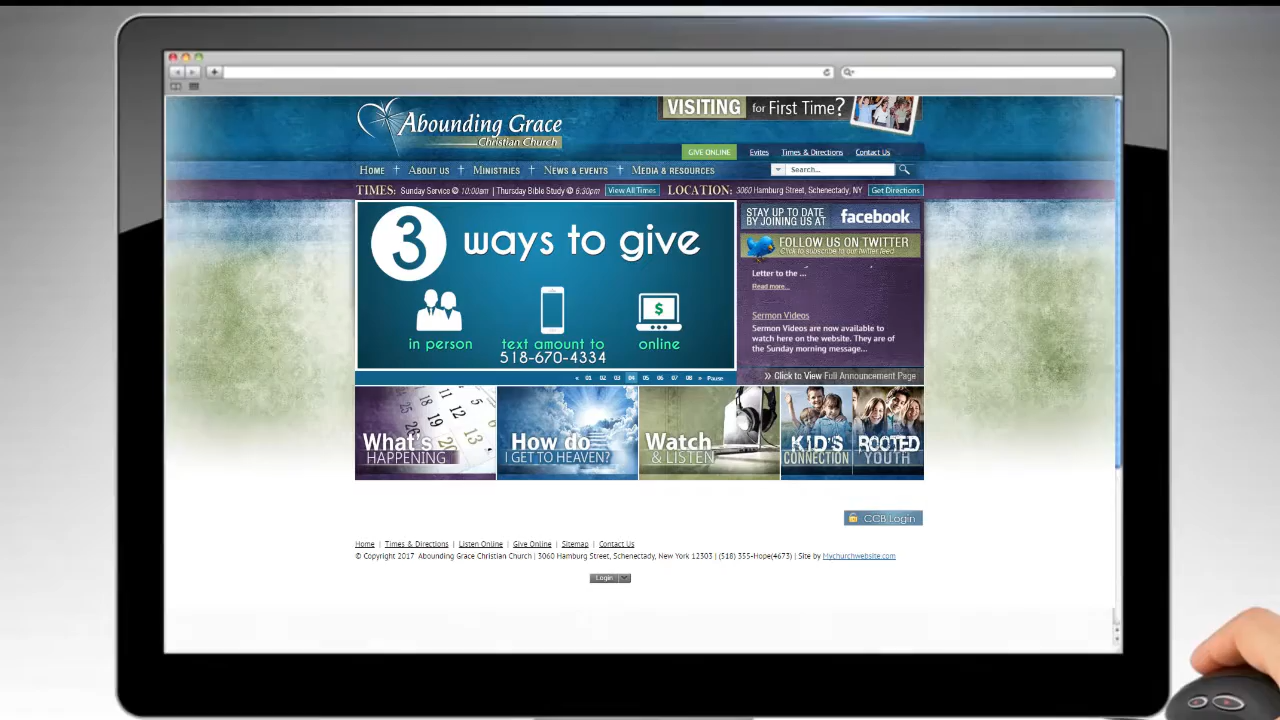 Abounding Grace
Christian Church
VISITING for First Time?
GIVE ONLINE Evites Times & Directions Contact Us
HOME ABOUT US MINISTRIES NEWS & EVENTS MEDIA & RESOURCES Search...
TIMES: Sunday Service @ 10:00am | Thursday Bible Study @ 6:30pm View All Times LOCATION: 3060 Hamburg Street, Schenectady, NY Get Directions
3 ways to give
in person
text amount to
518-670-4334
$
online
« 01 02 03 04 05 06 07 08 » Pause
STAY UP TO DATE
BY JOINING US AT facebook
FOLLOW US ON TWITTER
Click to subscribe to our twitter feed
Letter to the ...
Read more...
Sermon Videos
Sermon Videos are now available to
watch here on the website. They are of
the Sunday morning message...
» Click to View Full Announcement Page
What's
HAPPENING
How do
I GET TO HEAVEN?
Watch
& LISTEN
KID'S
CONNECTION
ROOTED
YOUTH
CCB Login
Home | Times & Directions | Listen Online | Give Online | Sitemap | Contact Us
© Copyright 2017 Abounding Grace Christian Church | 3060 Hamburg Street, Schenectady, New York 12303 | (518) 355-Hope(4673) | Site by Mychurchwebsite.com
Login